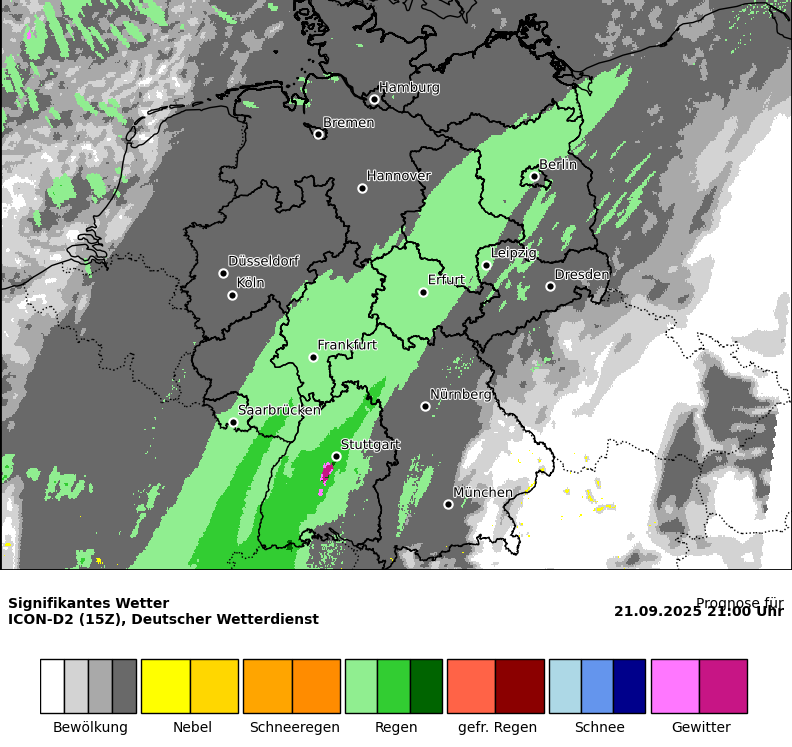 Hamburg
Bremen
Berlin
Hannover
Leipzig
Düsseldorf
Dresden
Köln
Erfurt
Frankfurt
Nürnberg
Saarbrücken
Stuttgart
München
Signifikantes Wetter
ICON-D2 (15Z), Deutscher Wetterdienst
Prognose für
21.09.2025 21:00 Uhr
Bewölkung Nebel Schneeregen Regen gefr. Regen Schnee Gewitter